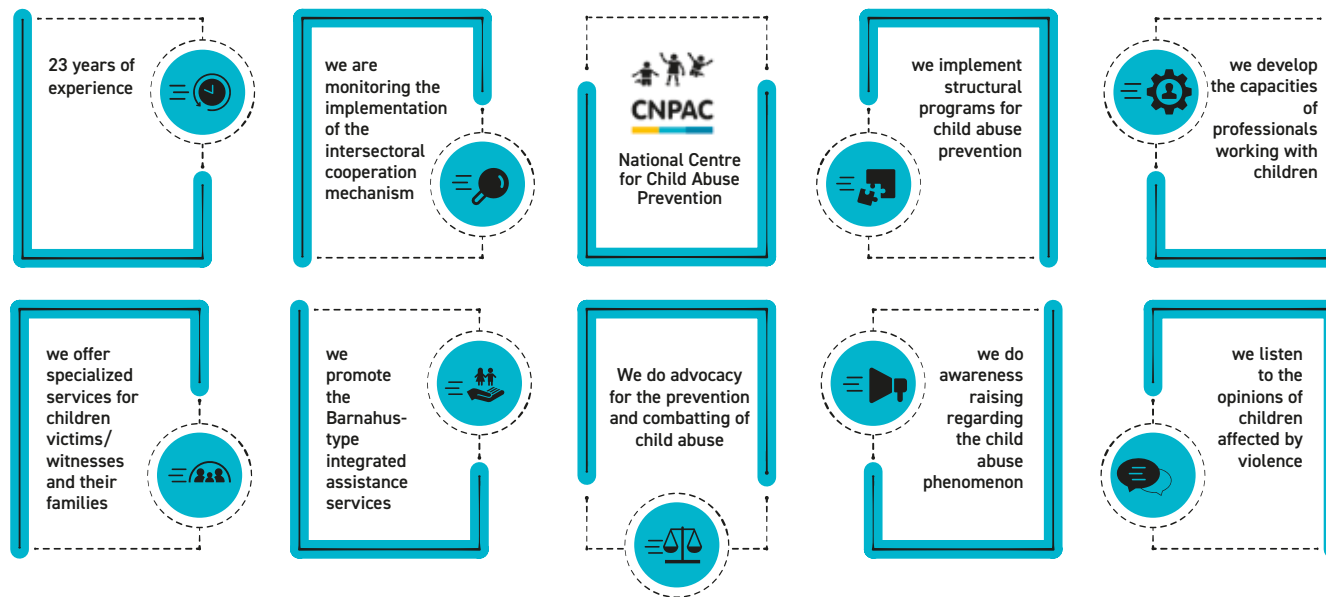 23 years of
experience
we are
monitoring the
implementation
of the
intersectoral
cooperation
mechanism
CNPAC
National Centre
for Child Abuse
Prevention
we implement
structural
programs for
child abuse
prevention
we develop
the capacities
of
professionals
working with
children
we offer
specialized
services for
children
victims/
witnesses
and their
families
we
promote
the
Barnahus-
type
integrated
assistance
services
We do advocacy
for the prevention
and combatting of
child abuse
we do
awareness
raising
regarding
the child
abuse
phenomenon
we listen
to the
opinions of
children
affected by
violence